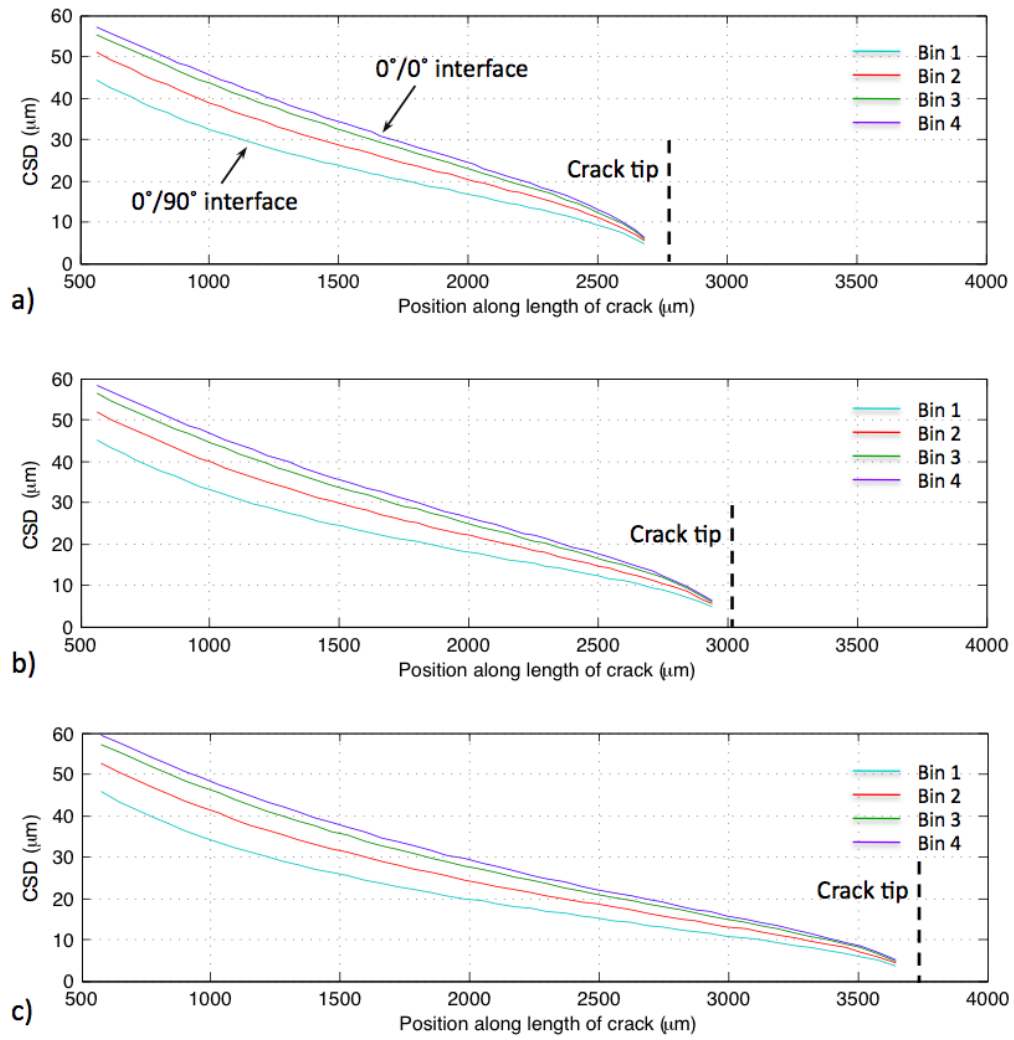 60
50
40
30
20
10
0
CSD (μm)
0˚/0˚ interface
0˚/90˚ interface
Crack tip
Bin 1
Bin 2
Bin 3
Bin 4
500 1000 1500 2000 2500 3000 3500 4000
Position along length of crack (μm)
a)
60
50
40
30
20
10
0
CSD (μm)
Crack tip
Bin 1
Bin 2
Bin 3
Bin 4
500 1000 1500 2000 2500 3000 3500 4000
Position along length of crack (μm)
b)
60
50
40
30
20
10
0
CSD (μm)
Bin 1
Bin 2
Bin 3
Bin 4
Crack tip
500 1000 1500 2000 2500 3000 3500 4000
Position along length of crack (μm)
c)